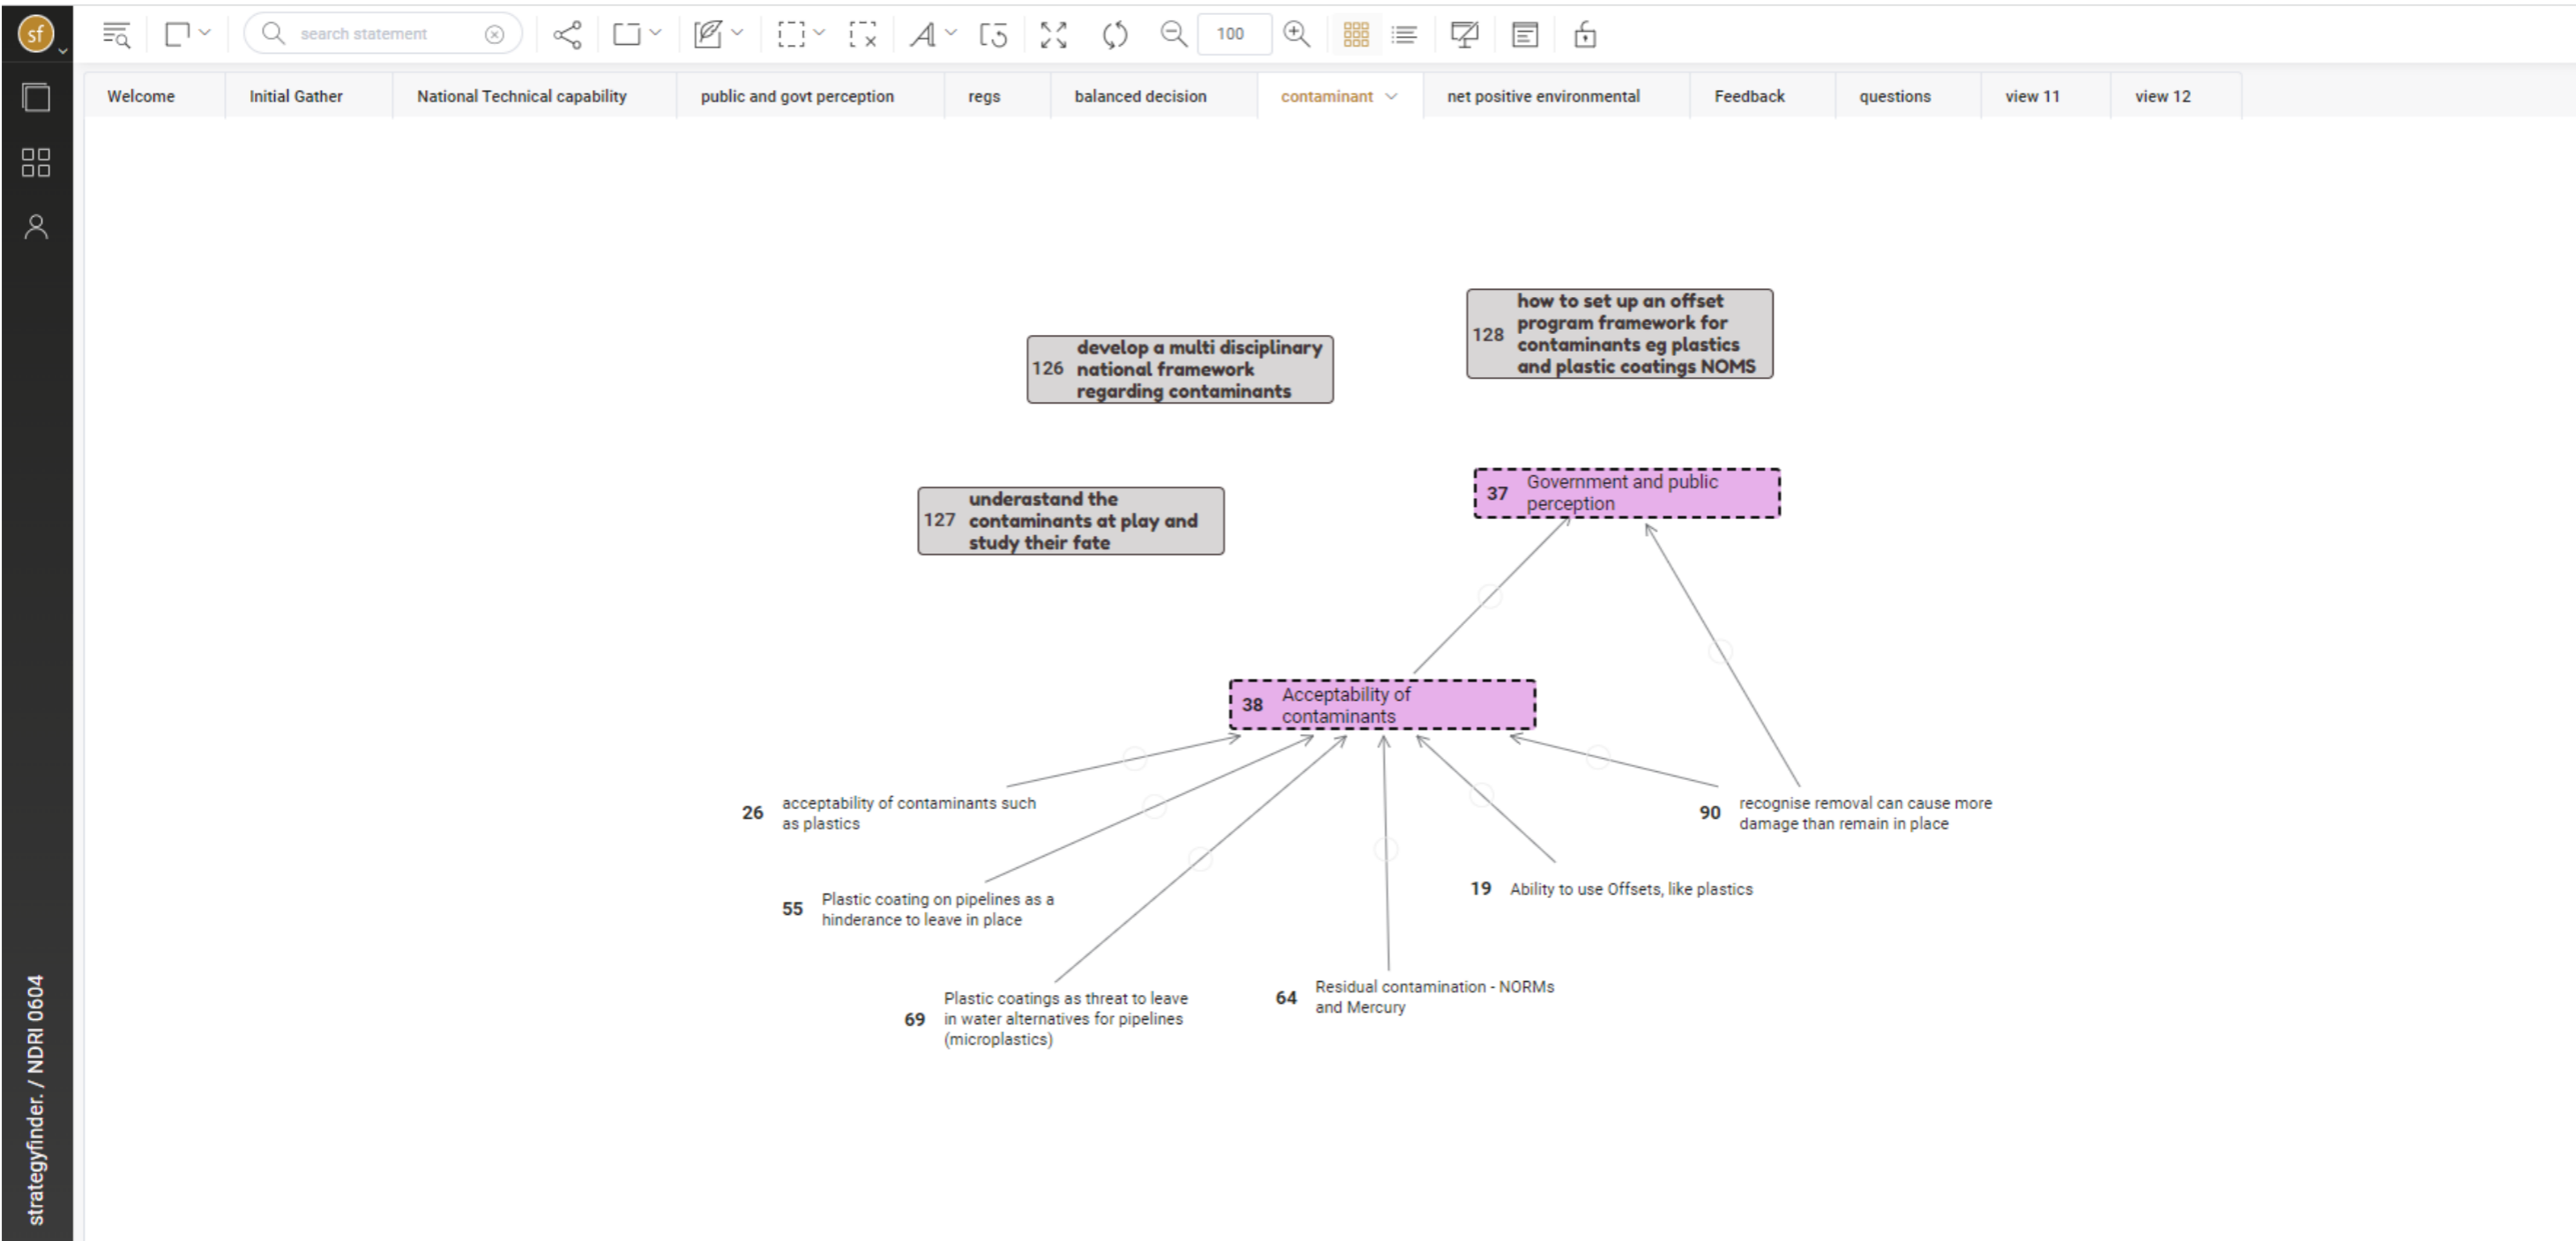 sf
search statement
100
Welcome
Initial Gather
National Technical capability
public and govt perception
regs
balanced decision
contaminant
net positive environmental
Feedback
questions
view 11
view 12
128
how to set up an offset
program framework for
contaminants eg plastics
and plastic coatings NOMS
126
develop a multi disciplinary
national framework
regarding contaminants
127
underastand the
contaminants at play and
study their fate
37
Government and public
perception
38
Acceptability of
contaminants
26
acceptability of contaminants such
as plastics
90
recognise removal can cause more
damage than remain in place
55
Plastic coating on pipelines as a
hinderance to leave in place
19
Ability to use Offsets, like plastics
69
Plastic coatings as threat to leave
in water alternatives for pipelines
(microplastics)
64
Residual contamination - NORMs
and Mercury
strategyfinder. / NDRI 0604